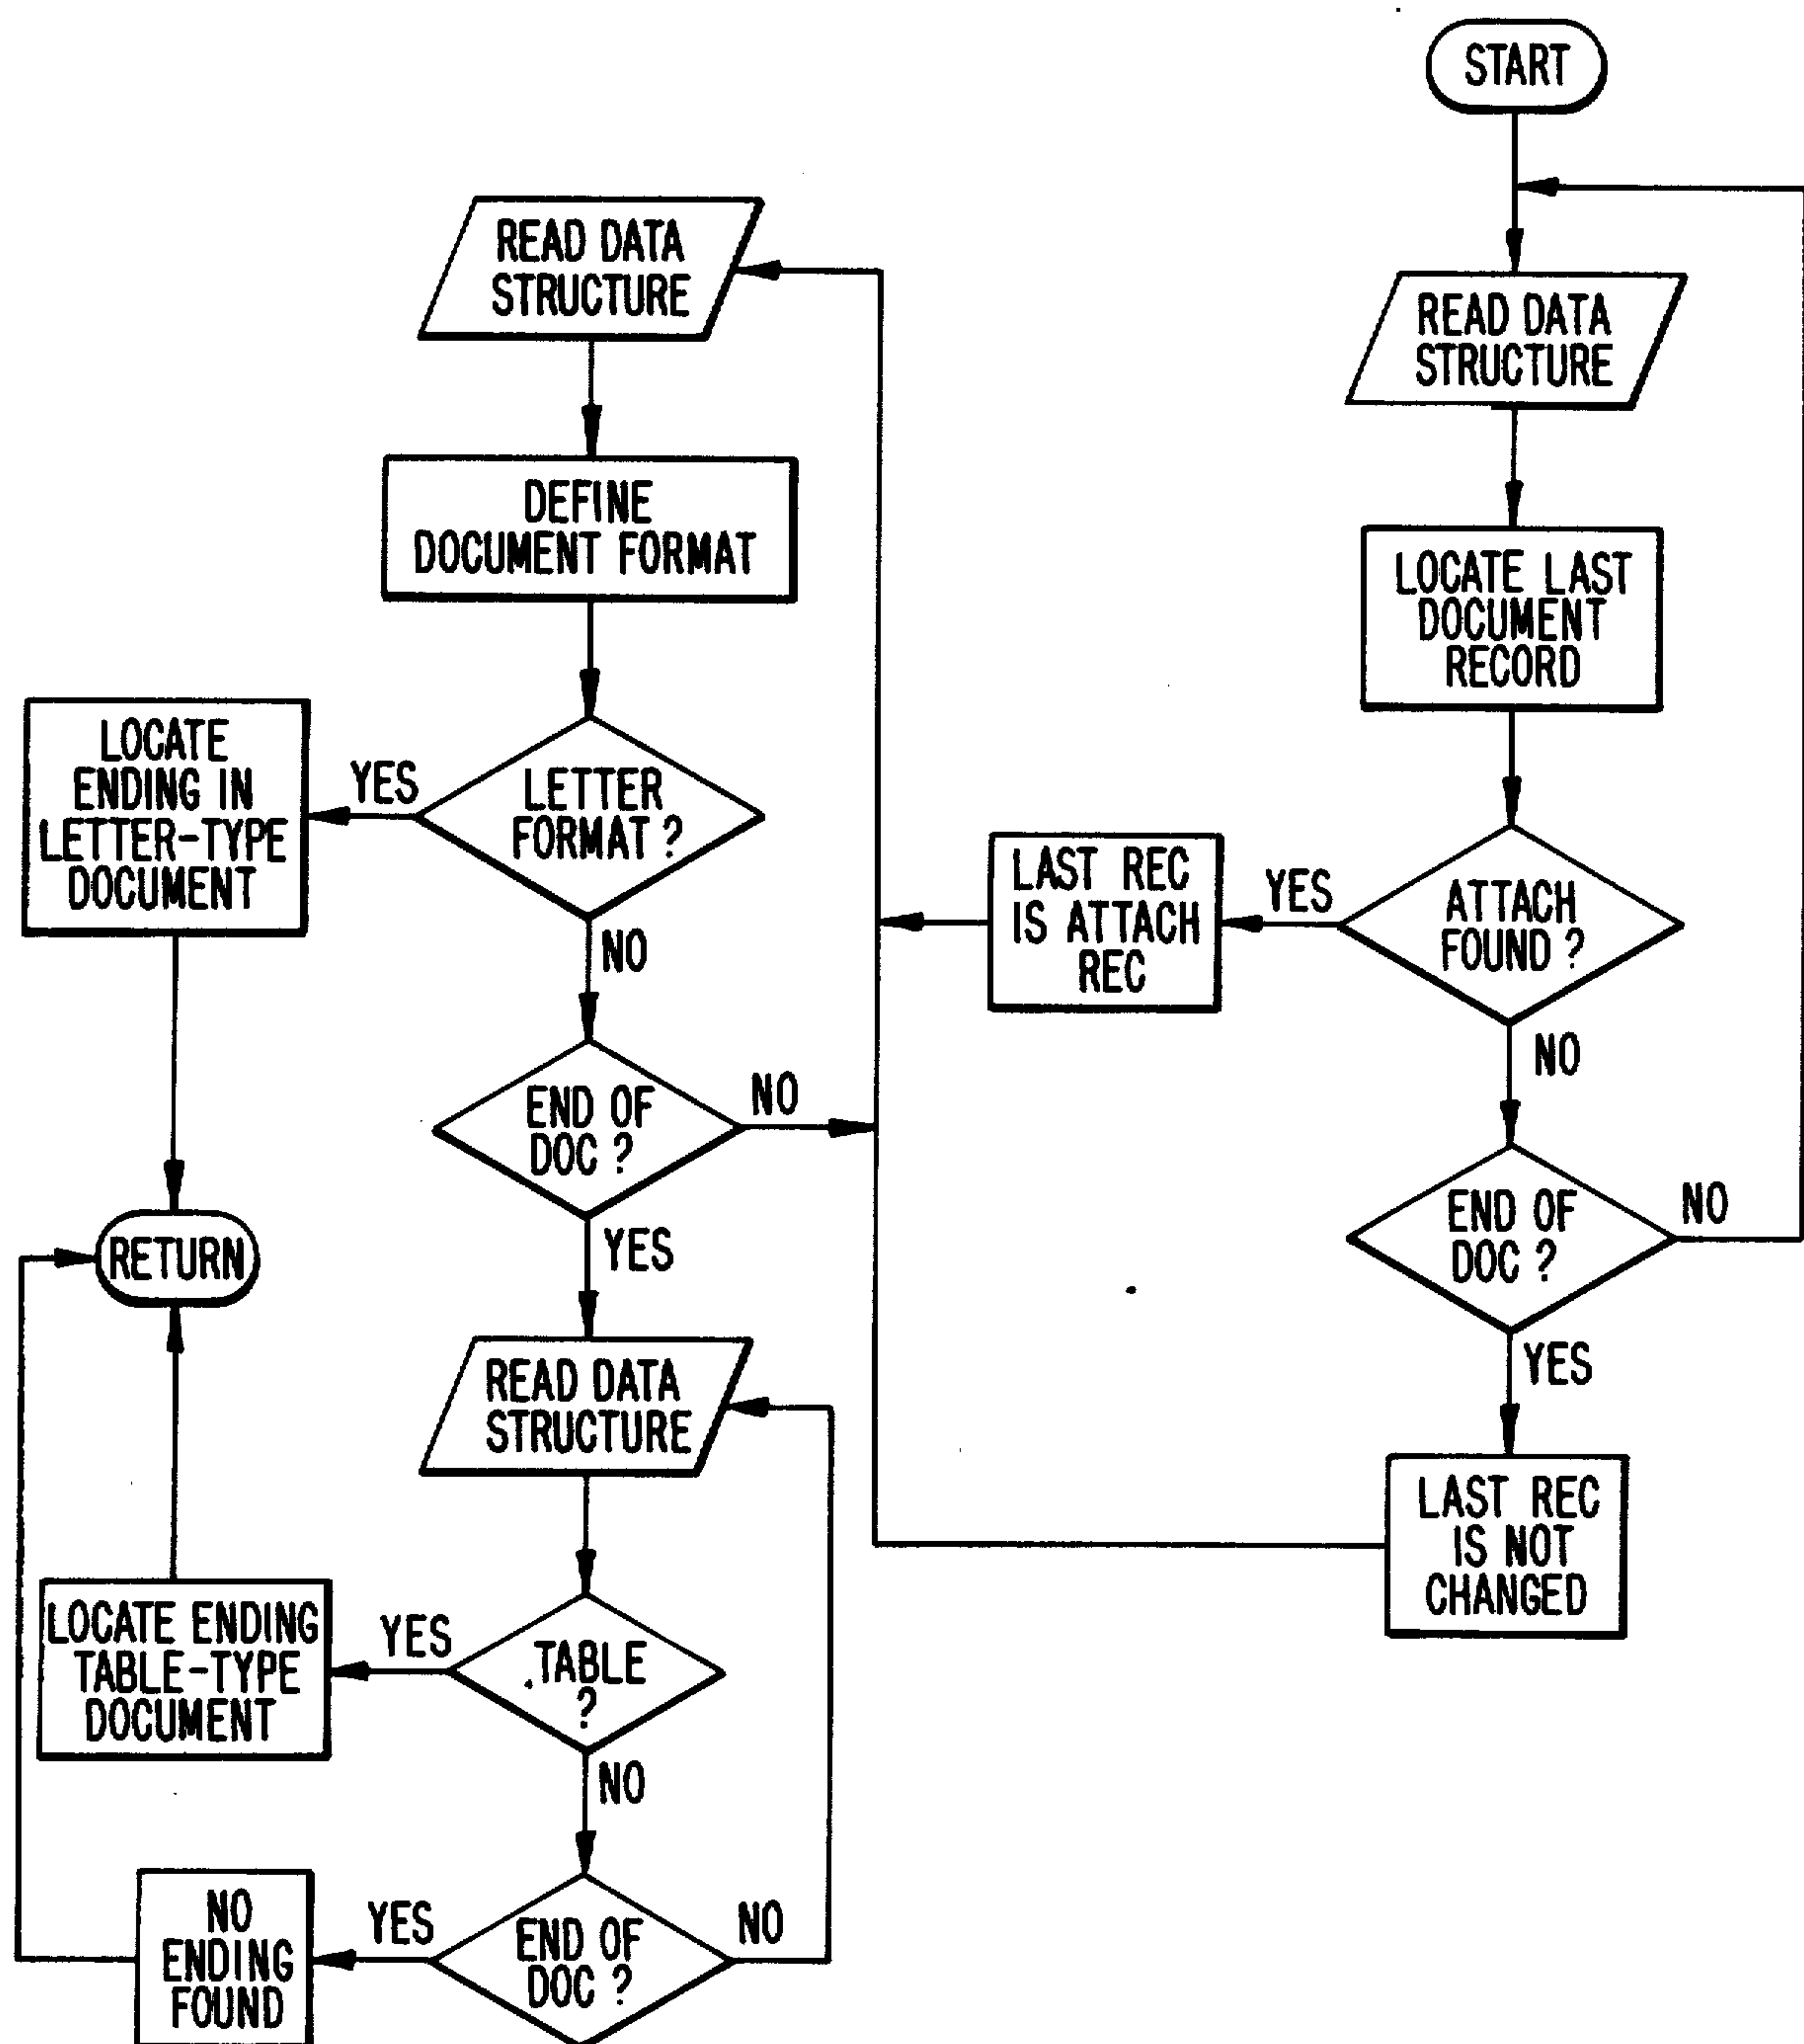 START
READ DATA
STRUCTURE
LOCATE LAST
DOCUMENT
RECORD
ATTACH
FOUND ?
YES
LAST REC
IS ATTACH
REC
NO
END OF
DOC ?
NO
YES
LAST REC
IS NOT
CHANGED
READ DATA
STRUCTURE
DEFINE
DOCUMENT FORMAT
LETTER
FORMAT ?
YES
LOCATE
ENDING IN
LETTER-TYPE
DOCUMENT
NO
END OF
DOC ?
NO
YES
RETURN
READ DATA
STRUCTURE
TABLE
?
YES
LOCATE ENDING
TABLE-TYPE
DOCUMENT
NO
END OF
DOC ?
NO
YES
NO
ENDING
FOUND